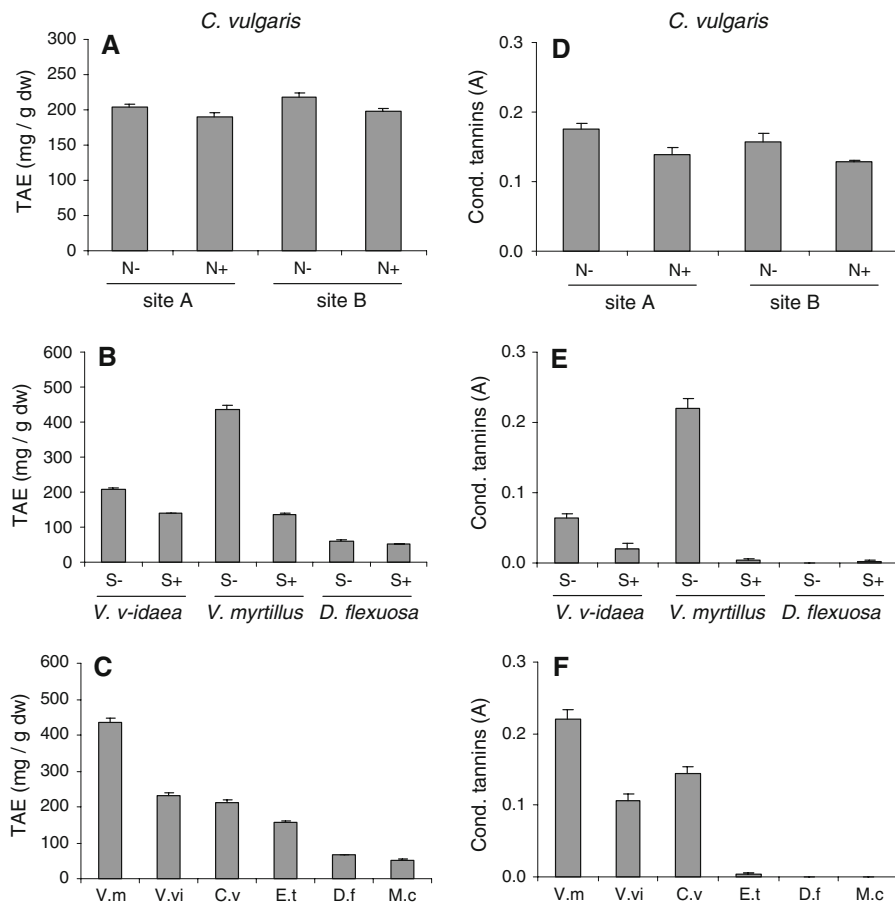 C. vulgaris
A
TAE (mg / g dw)
300
250
200
150
100
50
0
N- N+ N- N+
site A site B
C. vulgaris
D
Cond. tannins (A)
0.3
0.2
0.1
0.0
N- N+ N- N+
site A site B
B
TAE (mg / g dw)
600
500
400
300
200
100
0
S- S+ S- S+ S- S+
V. v-idaea V. myrtillus D. flexuosa
E
Cond. tannins (A)
0.3
0.2
0.1
0.0
S- S+ S- S+ S- S+
V. v-idaea V. myrtillus D. flexuosa
C
TAE (mg / g dw)
600
500
400
300
200
100
0
V.m V.vi C.v E.t D.f M.c
F
Cond. tannins (A)
0.3
0.2
0.1
0.0
V.m V.vi C.v E.t D.f M.c